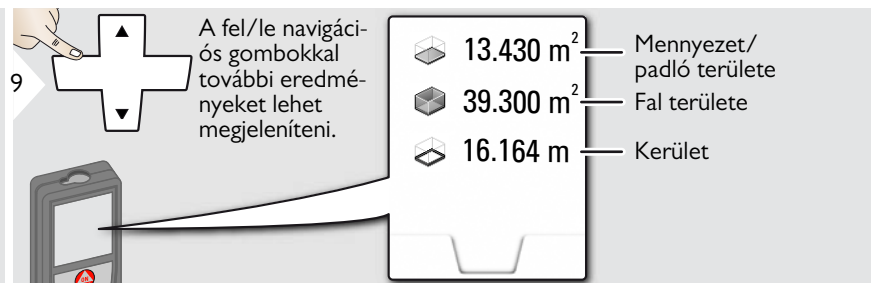 9
A fel/le navigáci-
ós gombokkal
további eredmé-
nyeket lehet
megjeleníteni.
13.430 m²
Mennyezet/
padló területe
39.300 m²
Fal területe
16.164 m
Kerület
ON